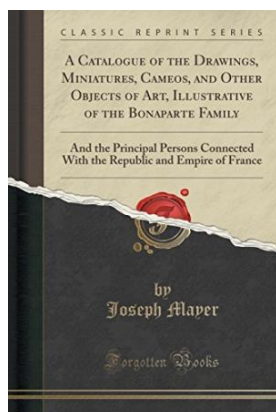 CLASSIC REPRINT SERIES
A Catalogue of the Drawings,
Miniatures, Cameos, and Other
Objects of Art, Illustrative
of the Bonaparte Family
And the Principal Persons Connected
With the Republic and Empire of France
by
Joseph Mayer
Forgotten Books